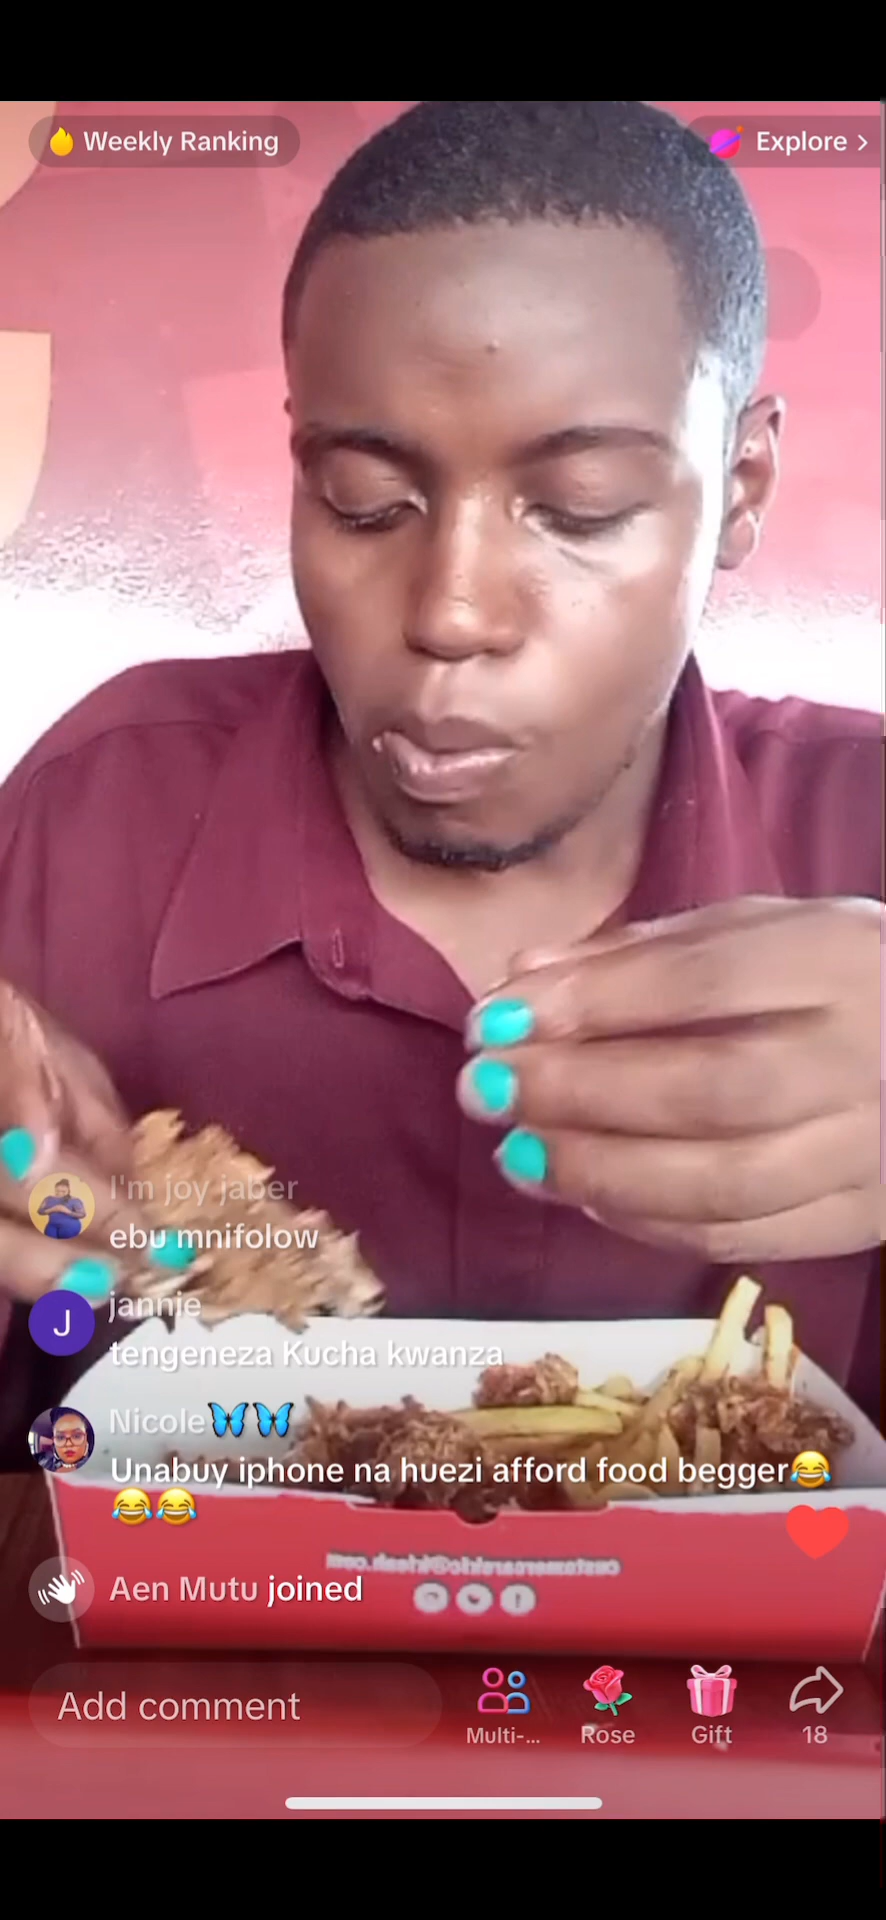 Weekly Ranking
Explore >
I'm joy jaber
ebu mnifolow
J
jannie
tengeneza Kucha kwanza
Nicole🦋🦋
Unabuy iphone na huezi afford food begger😂
😂😂
Aen Mutu joined
Add comment
Multi-...
Rose
Gift
18